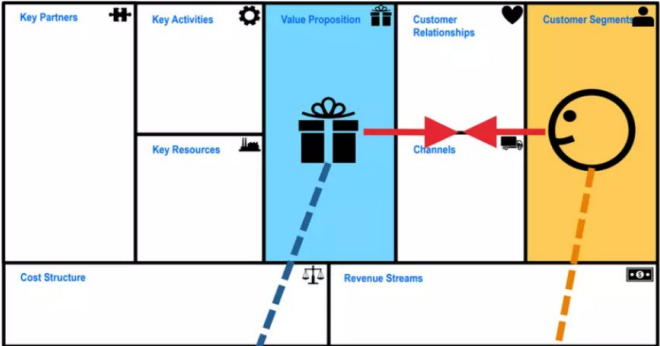 Key Partners
Key Activities
Value Proposition
Customer
Relationships
Customer Segments
Key Resources
Channels
Cost Structure
Revenue Streams
$